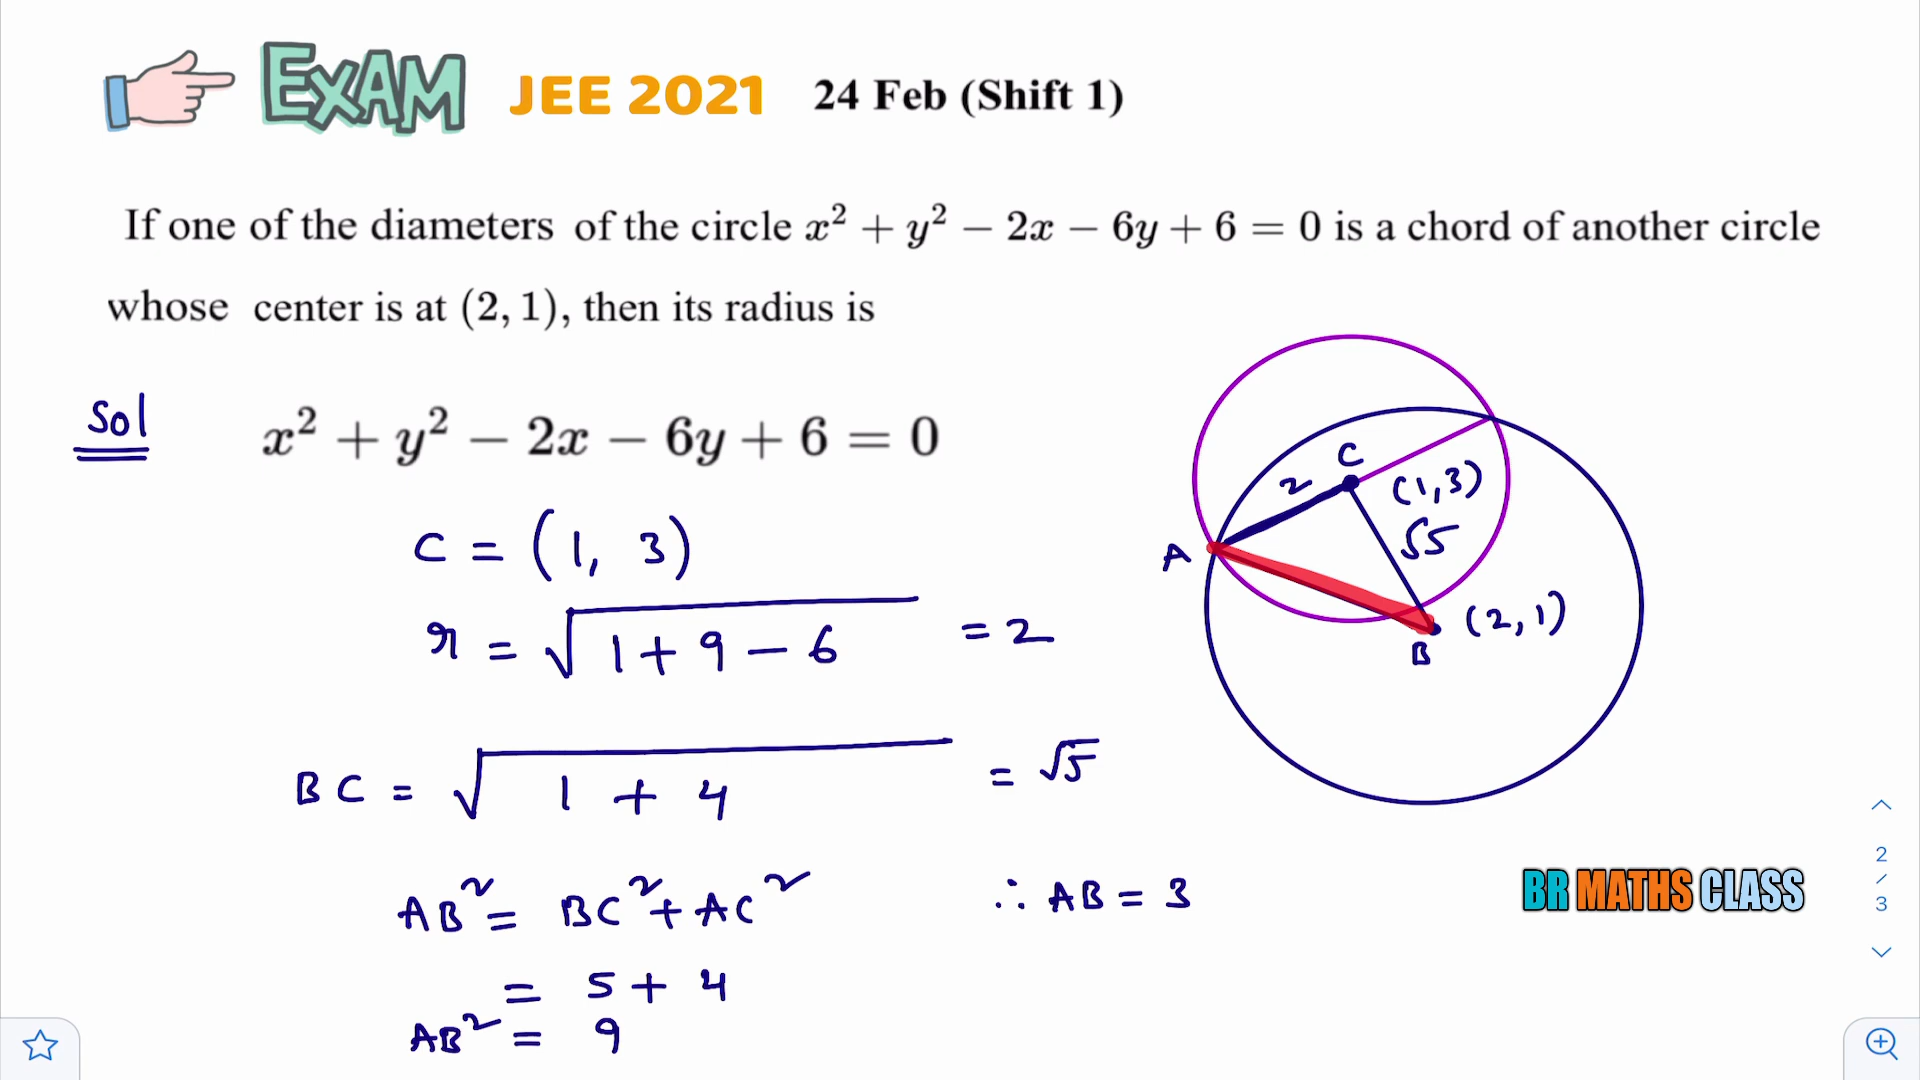 EXAM JEE 2021 24 Feb (Shift 1)
If one of the diameters of the circle x² + y² − 2x − 6y + 6 = 0 is a chord of another circle
whose center is at (2, 1), then its radius is
Sol x² + y² − 2x − 6y + 6 = 0
C = (1, 3)
r = √(1 + 9 − 6) = 2
BC = √(1 + 4) = √5
AB² = BC² + AC² ∴ AB = 3
= 5 + 4
AB² = 9
C
2 (1,3)
√5
A
(2,1)
B
BR MATHS CLASS
2
/
3